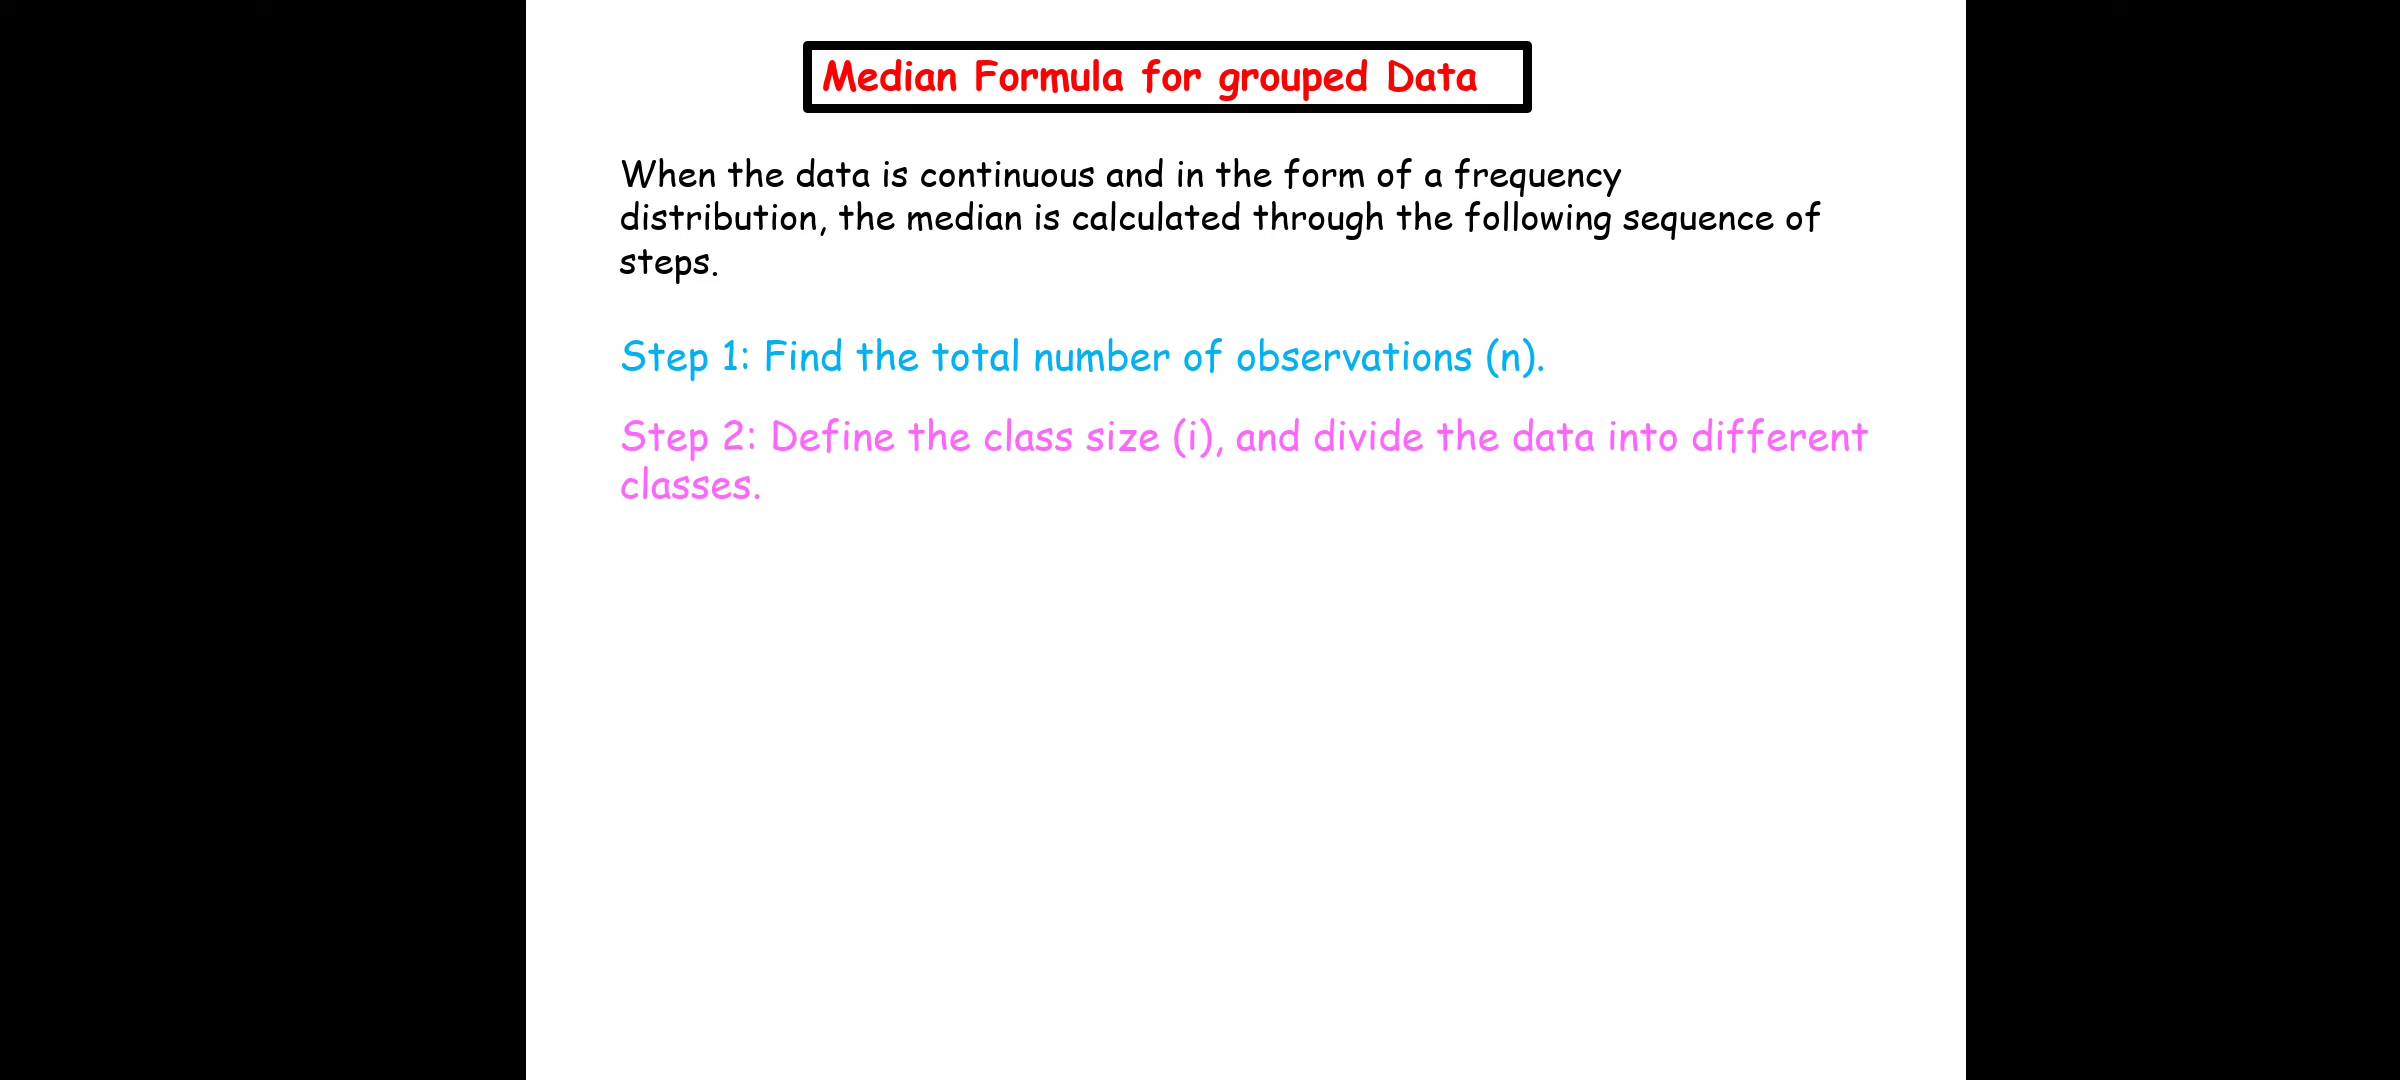 Median Formula for grouped Data
When the data is continuous and in the form of a frequency
distribution, the median is calculated through the following sequence of
steps.
Step 1: Find the total number of observations (n).
Step 2: Define the class size (i), and divide the data into different
classes.